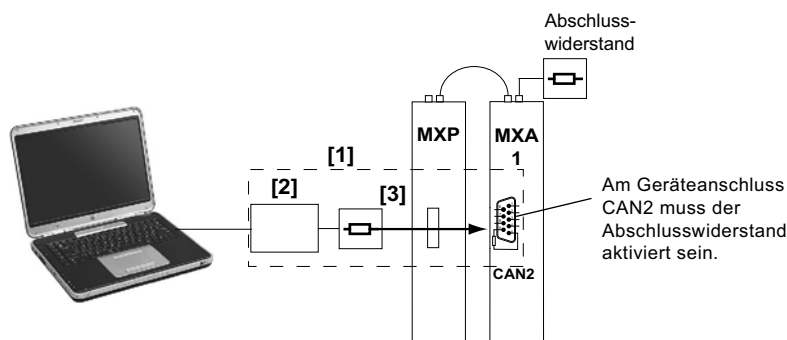 Abschluss-
widerstand
MXP
MXA
1
[1]
[2]
[3]
Am Geräteanschluss
CAN2 muss der
Abschlusswiderstand
aktiviert sein.
CAN2